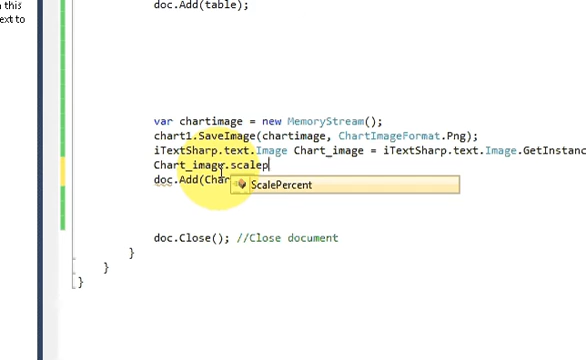 n this
ext to
doc.Add(table);
var chartimage = new MemoryStream();
chart1.SaveImage(chartimage, ChartImageFormat.Png);
iTextSharp.text.Image Chart_image = iTextSharp.text.Image.GetInstanc
Chart_image.scalep
doc.Add(Char
ScalePercent
doc.Close(); //Close document
}
}
}